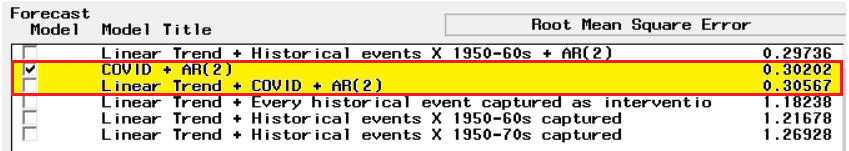 Forecast
Model Model Title Root Mean Square Error
Linear Trend + Historical events X 1950-60s + AR(2) 0.29736
COVID + AR(2) 0.30202
Linear Trend + COVID + AR(2) 0.30567
Linear Trend + Every historical event captured as interventio 1.18238
Linear Trend + Historical events X 1950-60s captured 1.21678
Linear Trend + Historical events X 1950-70s captured 1.26928